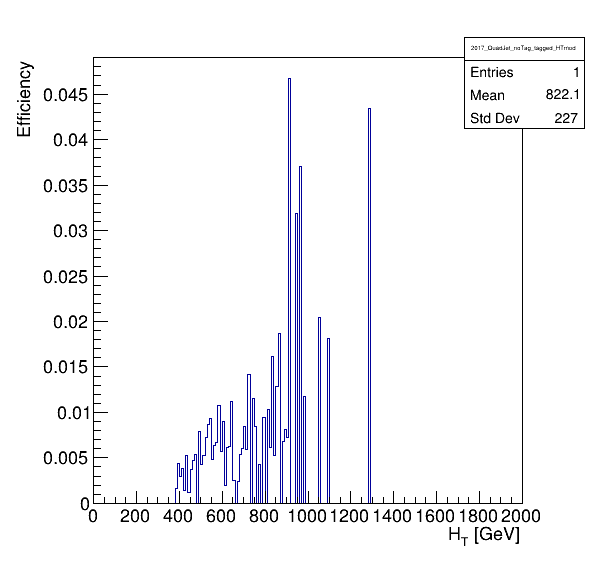 2017_QuadJet_noTag_tagged_HTmod
Entries 1
Mean 822.1
Std Dev 227
Efficiency
0.045
0.04
0.035
0.03
0.025
0.02
0.015
0.01
0.005
0
0 200 400 600 800 1000 1200 1400 1600 1800 2000
H_T [GeV]